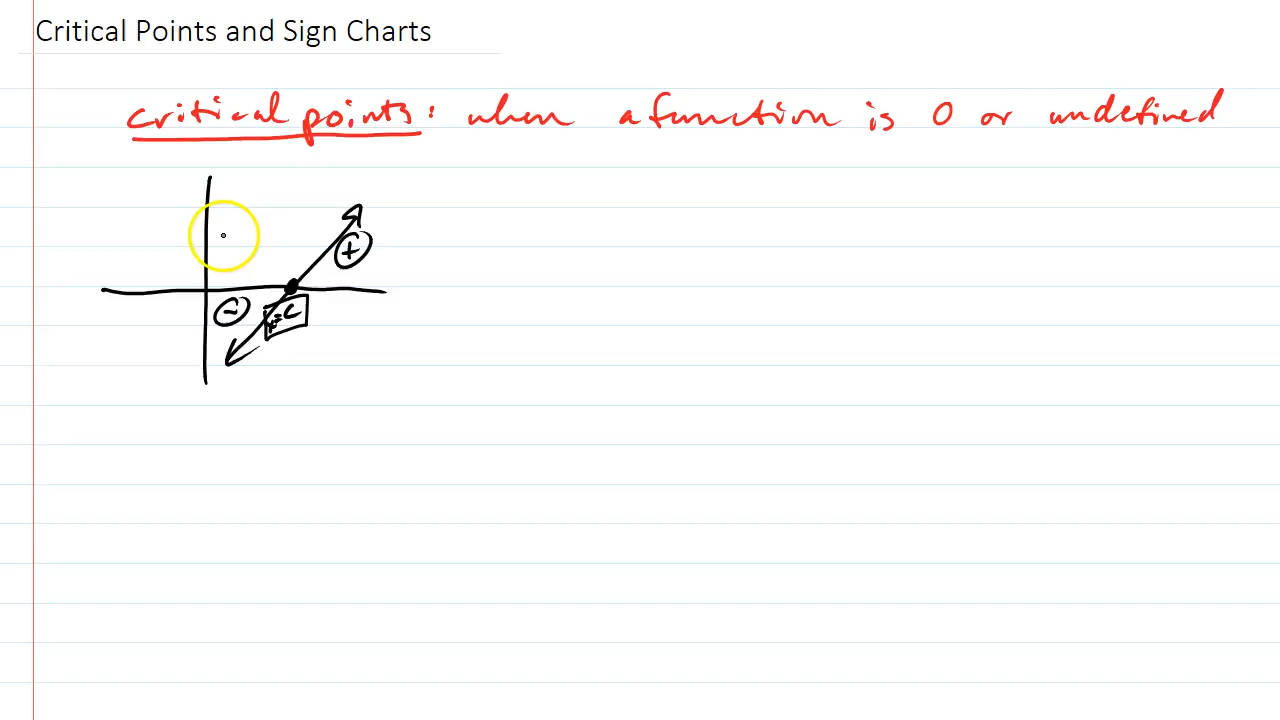 Critical Points and Sign Charts
critical points: when a function is 0 or undefined
+
-
x=c